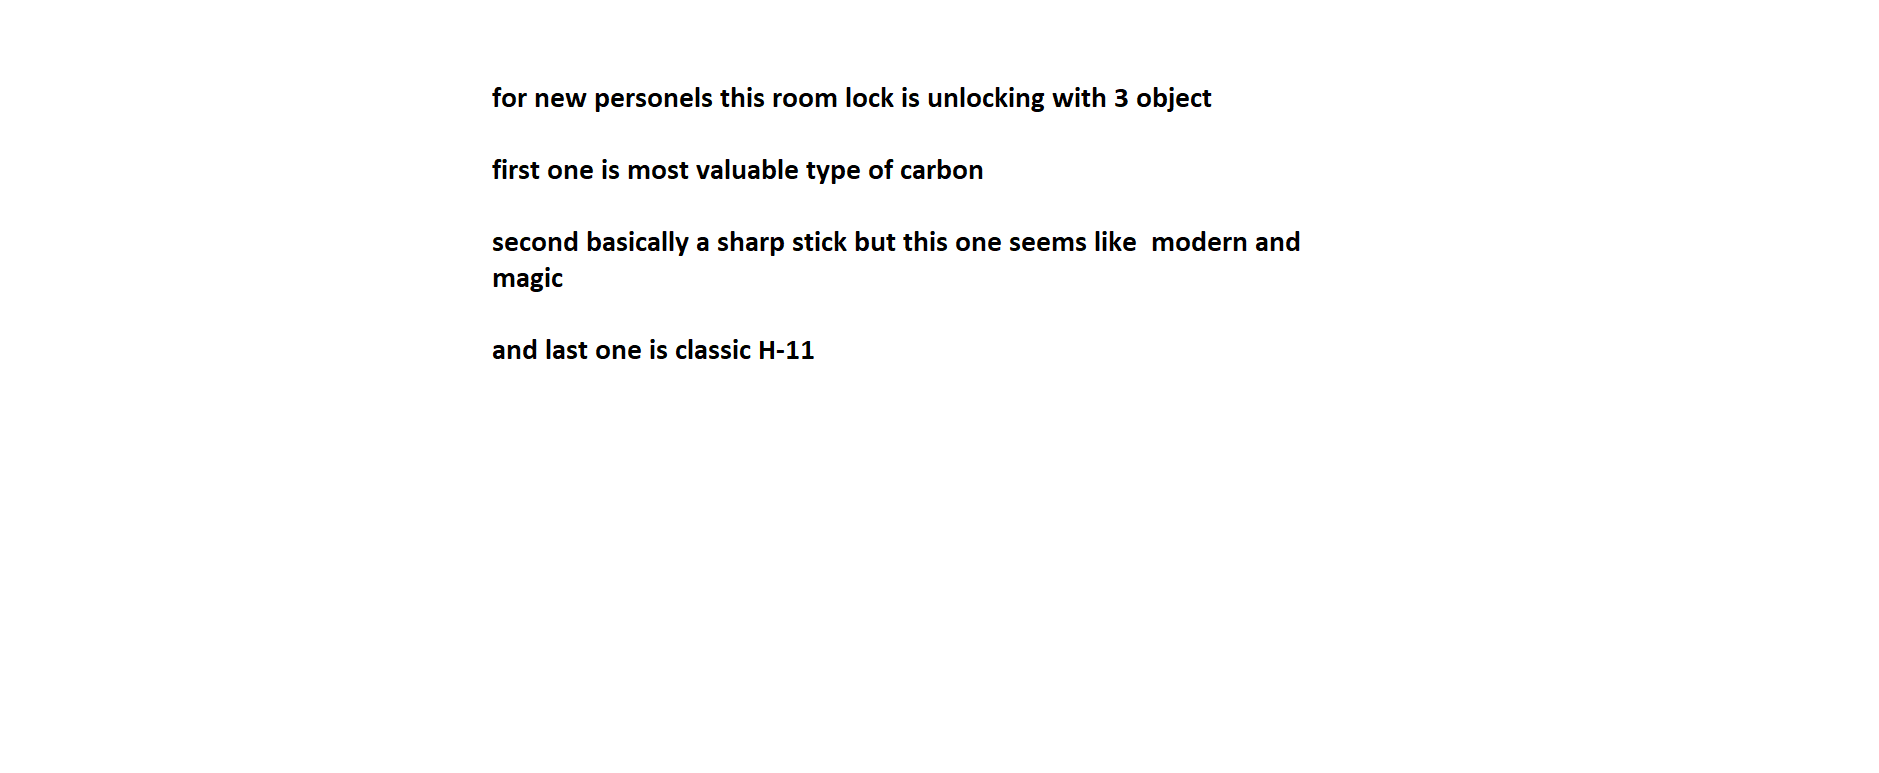 for new personels this room lock is unlocking with 3 object
first one is most valuable type of carbon
second basically a sharp stick but this one seems like  modern and
magic
and last one is classic H-11